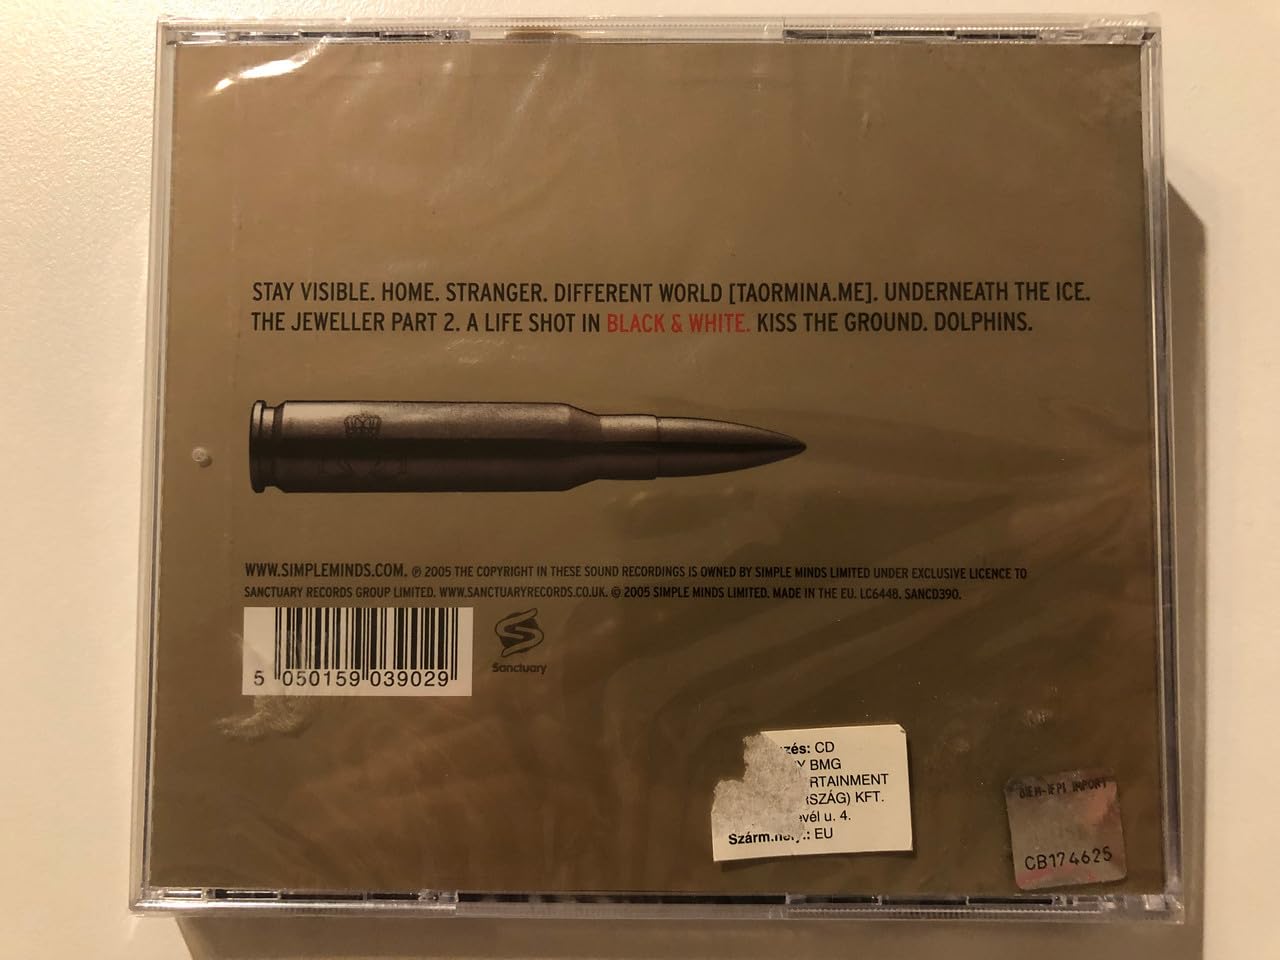 STAY VISIBLE. HOME. STRANGER. DIFFERENT WORLD [TAORMINA.ME]. UNDERNEATH THE ICE.
THE JEWELLER PART 2. A LIFE SHOT IN BLACK & WHITE. KISS THE GROUND. DOLPHINS.
WWW.SIMPLEMINDS.COM. ℗ 2005 THE COPYRIGHT IN THESE SOUND RECORDINGS IS OWNED BY SIMPLE MINDS LIMITED UNDER EXCLUSIVE LICENCE TO
SANCTUARY RECORDS GROUP LIMITED. WWW.SANCTUARYRECORDS.CO.UK. © 2005 SIMPLE MINDS LIMITED. MADE IN THE EU. LC6448. SANCD390.
5 050159 039029
Sanctuary
CD
BMG
KFT.
u. 4.
EU
IMPORT
CB174625